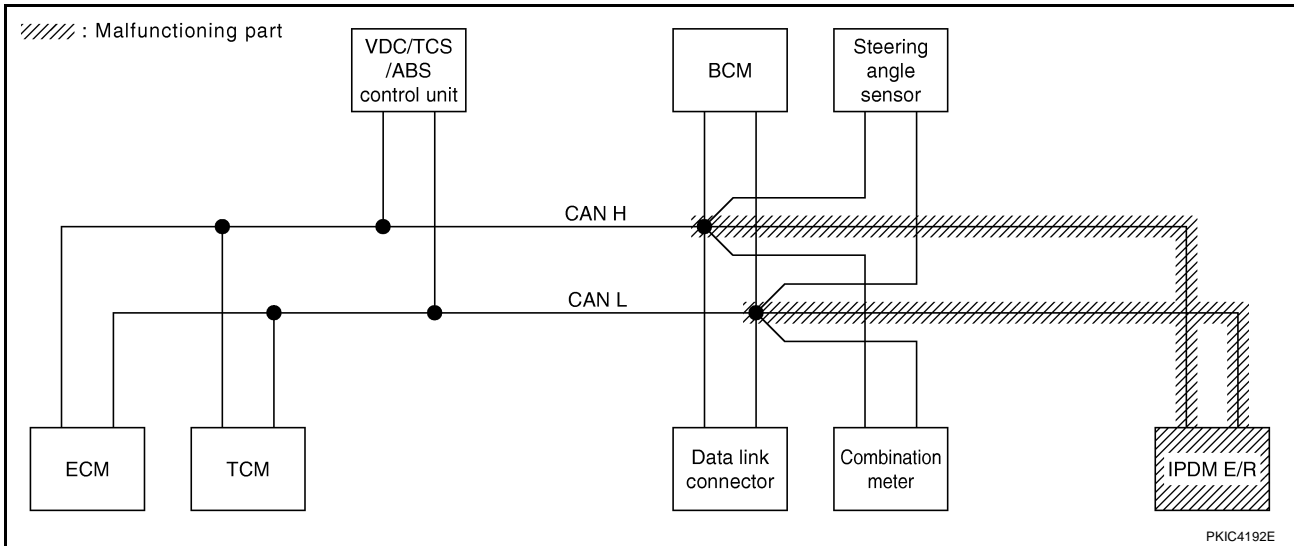 : Malfunctioning part
VDC/TCS
/ABS
control unit
BCM
Steering
angle
sensor
CAN H
CAN L
ECM
TCM
Data link
connector
Combination
meter
IPDM E/R
PKIC4192E